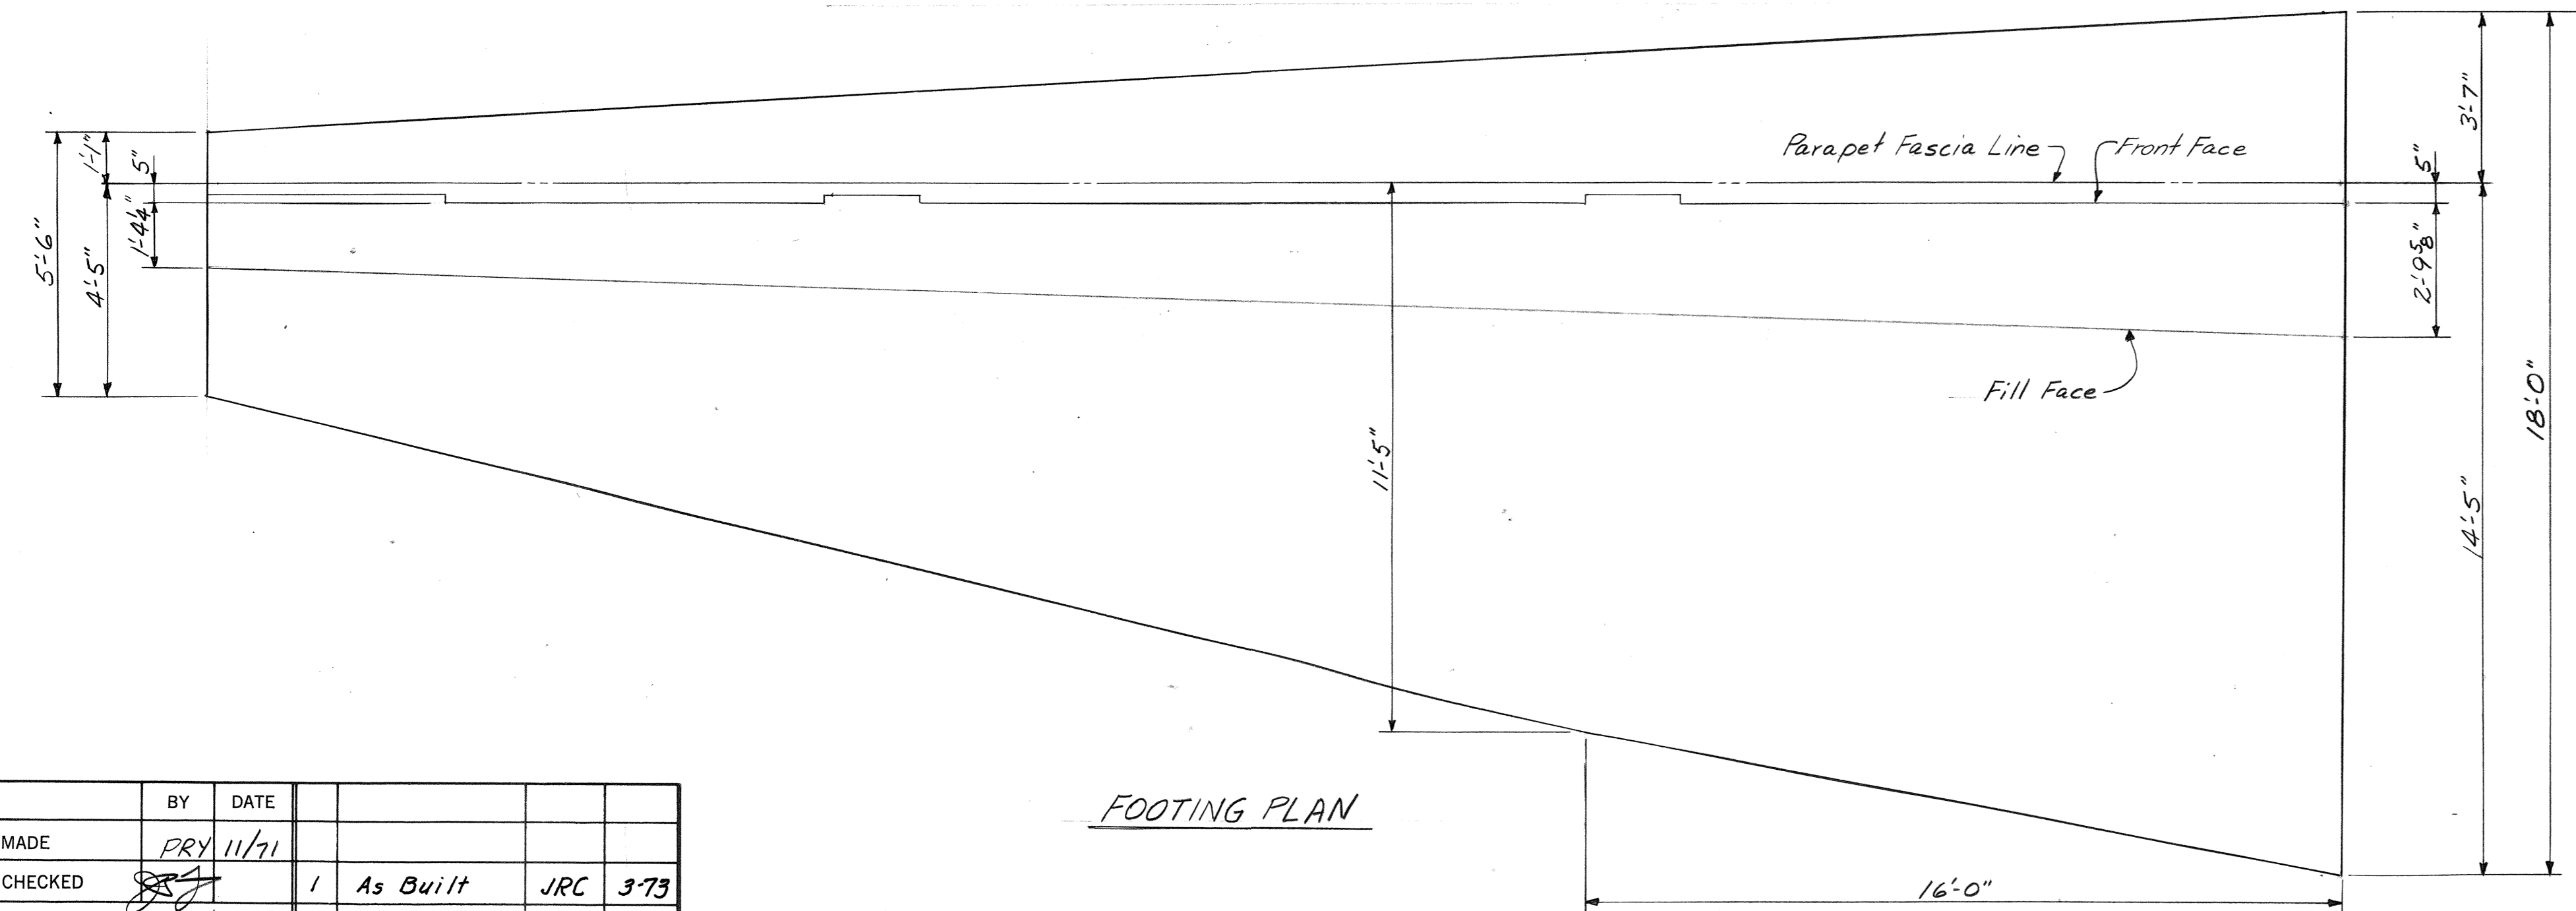 3'-7"
1'-1"
5"
Parapet Fascia Line
Front Face
5"
1'-4¼"
5'-6"
4'-5"
2'-9⅝"
Fill Face
18'-0"
11'-5"
14'-5"
FOOTING PLAN
16'-0"
BY DATE
MADE PRY 11/71
CHECKED 1 As Built JRC 3-73